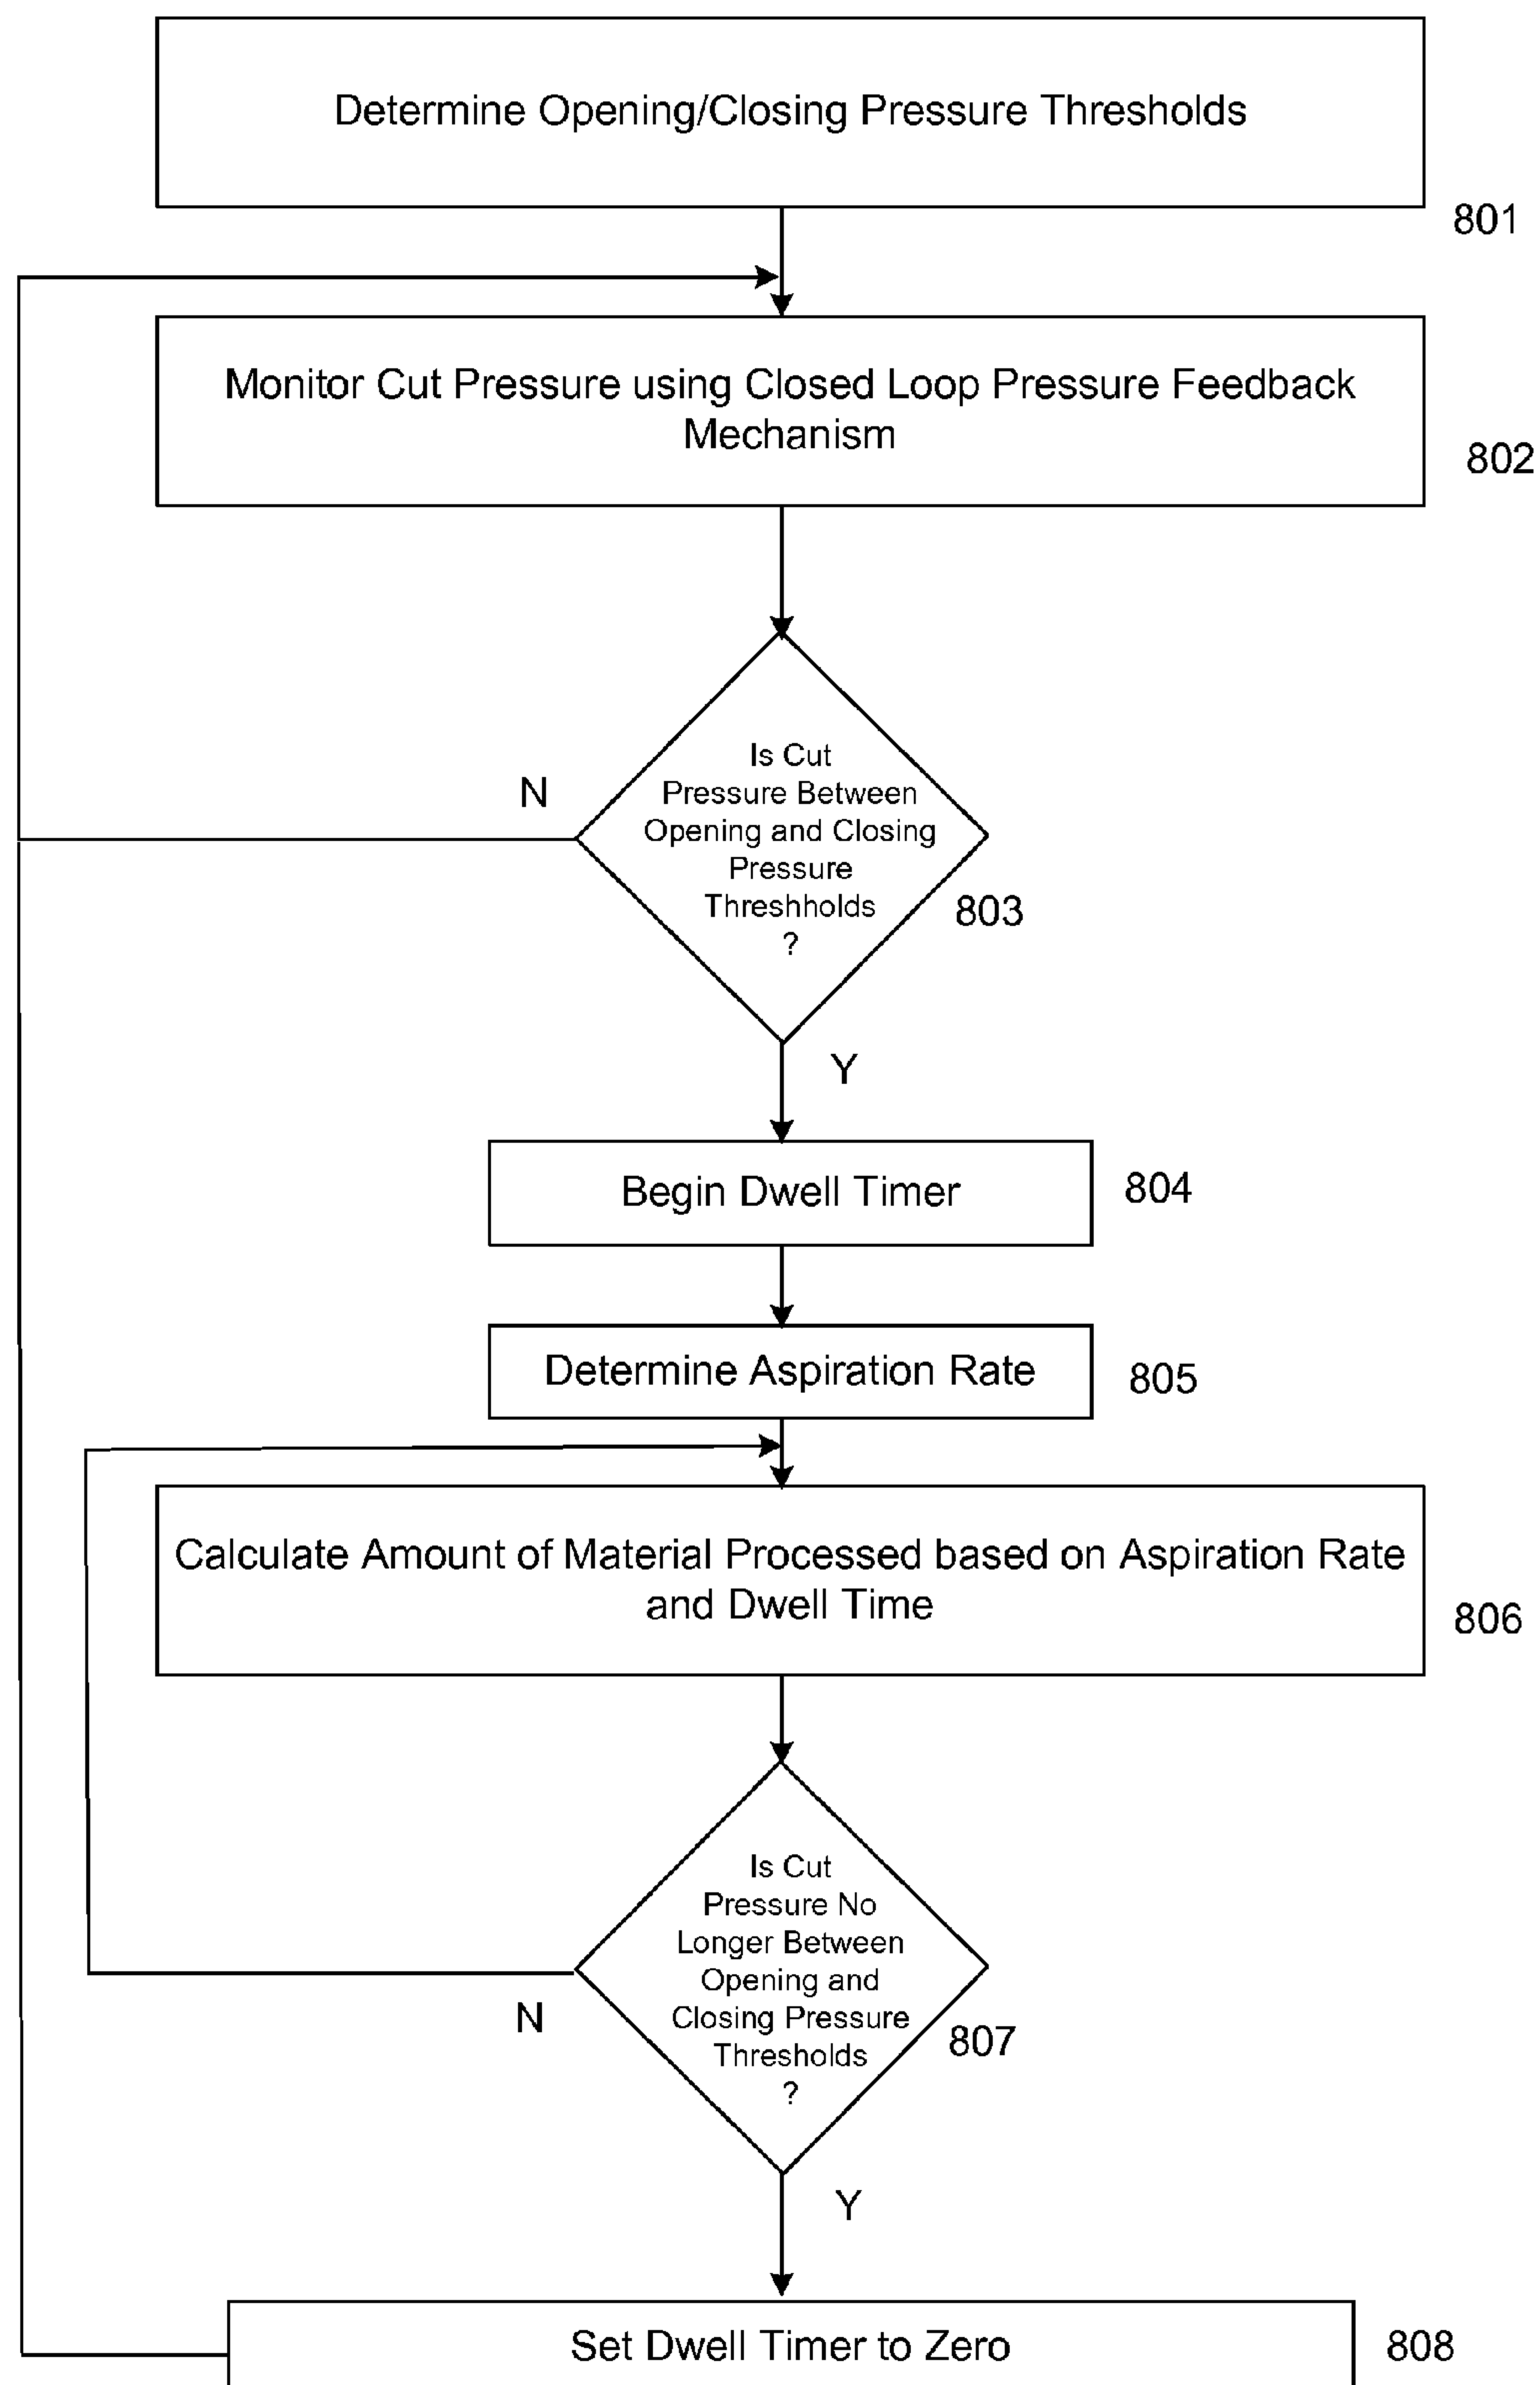 Determine Opening/Closing Pressure Thresholds
801
Monitor Cut Pressure using Closed Loop Pressure Feedback
Mechanism
802
Is Cut
Pressure Between
Opening and Closing
Pressure
Threshholds
?
N
803
Y
Begin Dwell Timer
804
Determine Aspiration Rate
805
Calculate Amount of Material Processed based on Aspiration Rate
and Dwell Time
806
Is Cut
Pressure No
Longer Between
Opening and
Closing Pressure
Thresholds
?
N
807
Y
Set Dwell Timer to Zero
808